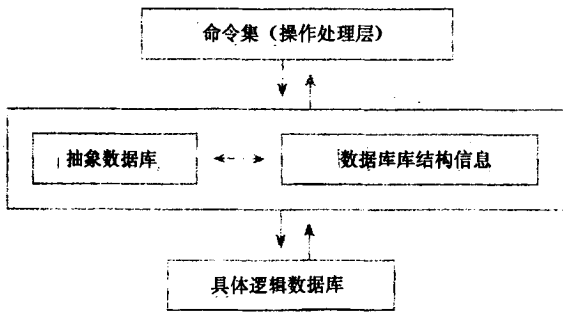 命令集（操作处理层）
抽象数据库
数据库库结构信息
具体逻辑数据库